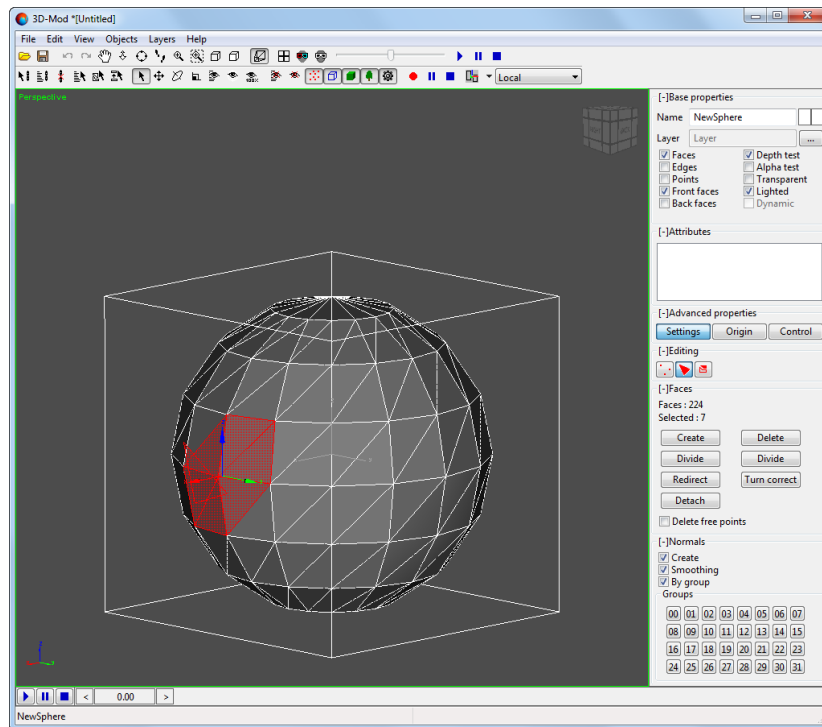 3D-Mod *[Untitled]
File Edit View Objects Layers Help
100%
Local
Perspective
[-]Base properties
Name NewSphere
Layer Layer ...
Faces Depth test
Edges Alpha test
Points Transparent
Front faces Lighted
Back faces Dynamic
[-]Attributes
[-]Advanced properties
Settings Origin Control
[-]Editing
[-]Faces
Faces : 224
Selected : 7
Create Delete
Divide Divide
Redirect Turn correct
Detach
Delete free points
[-]Normals
Create
Smoothing
By group
Groups
00 01 02 03 04 05 06 07
08 09 10 11 12 13 14 15
16 17 18 19 20 21 22 23
24 25 26 27 28 29 30 31
< 0.00 >
NewSphere